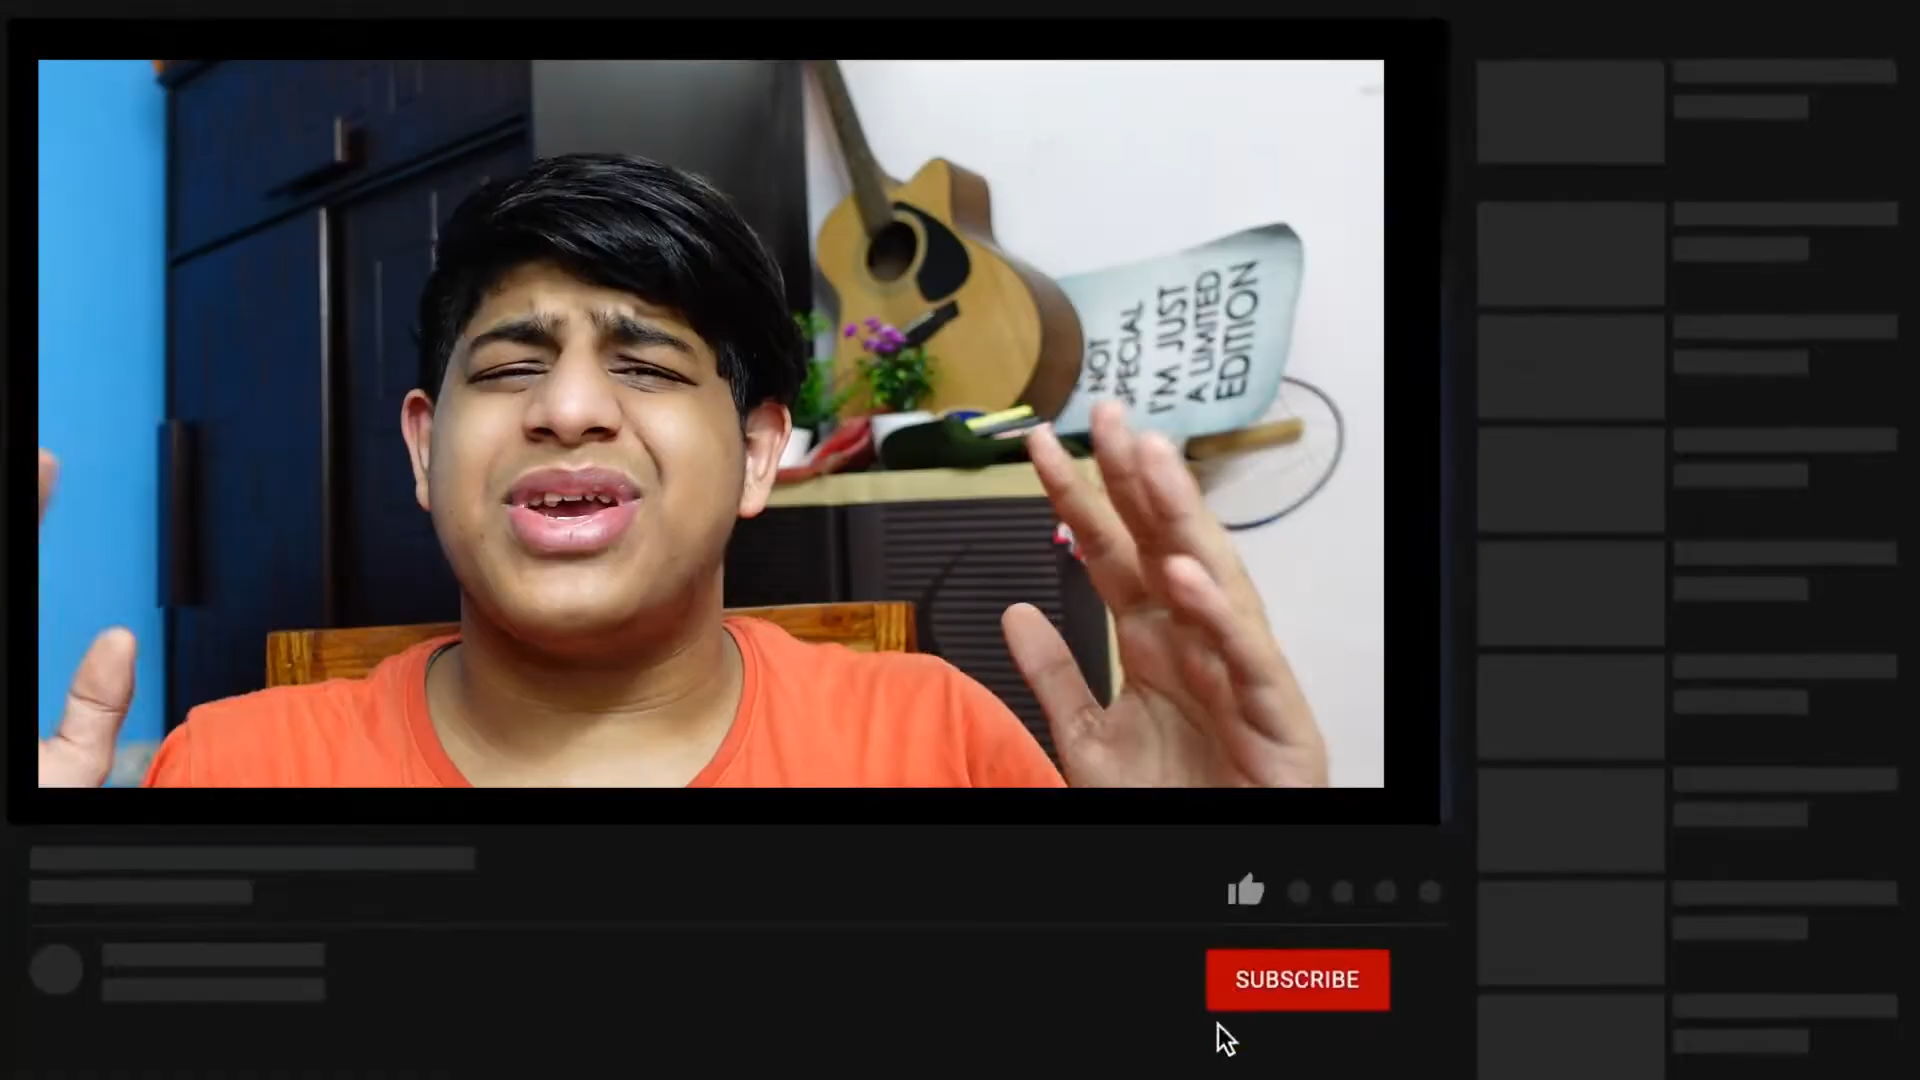 NOT
SPECIAL
I'M JUST
A LIMITED
EDITION
SUBSCRIBE